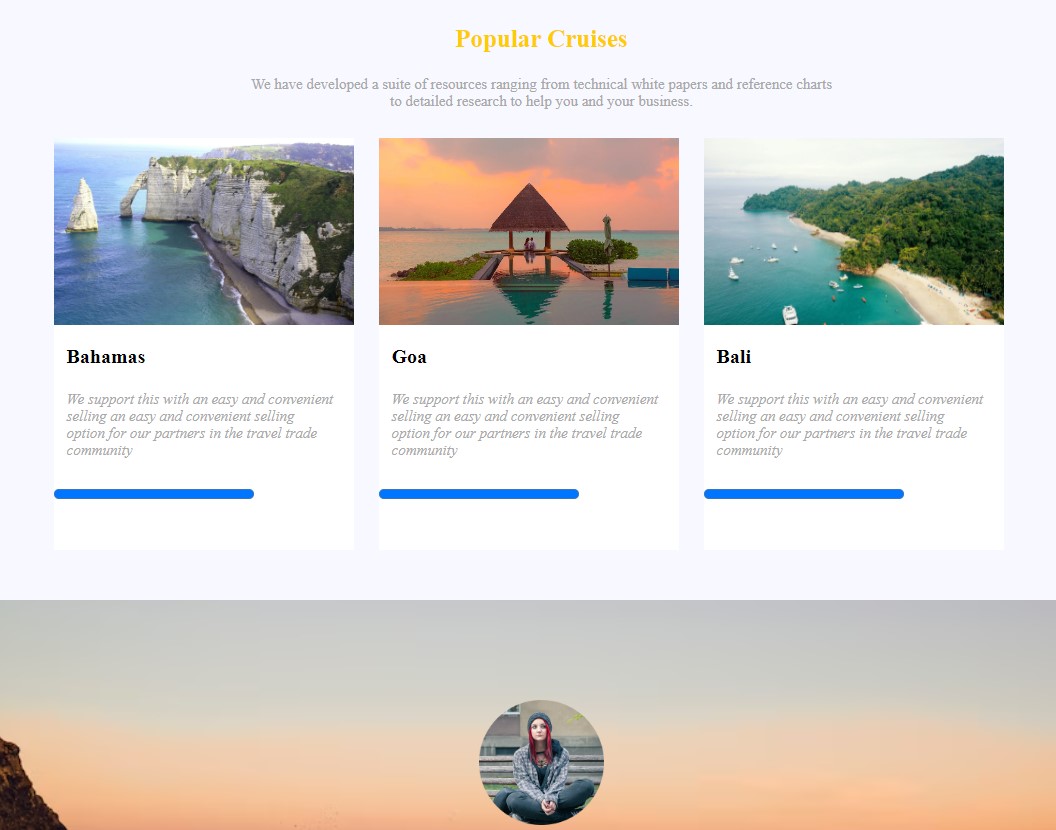 Popular Cruises
We have developed a suite of resources ranging from technical white papers and reference charts
to detailed research to help you and your business.
Bahamas
We support this with an easy and convenient
selling an easy and convenient selling
option for our partners in the travel trade
community
Goa
We support this with an easy and convenient
selling an easy and convenient selling
option for our partners in the travel trade
community
Bali
We support this with an easy and convenient
selling an easy and convenient selling
option for our partners in the travel trade
community